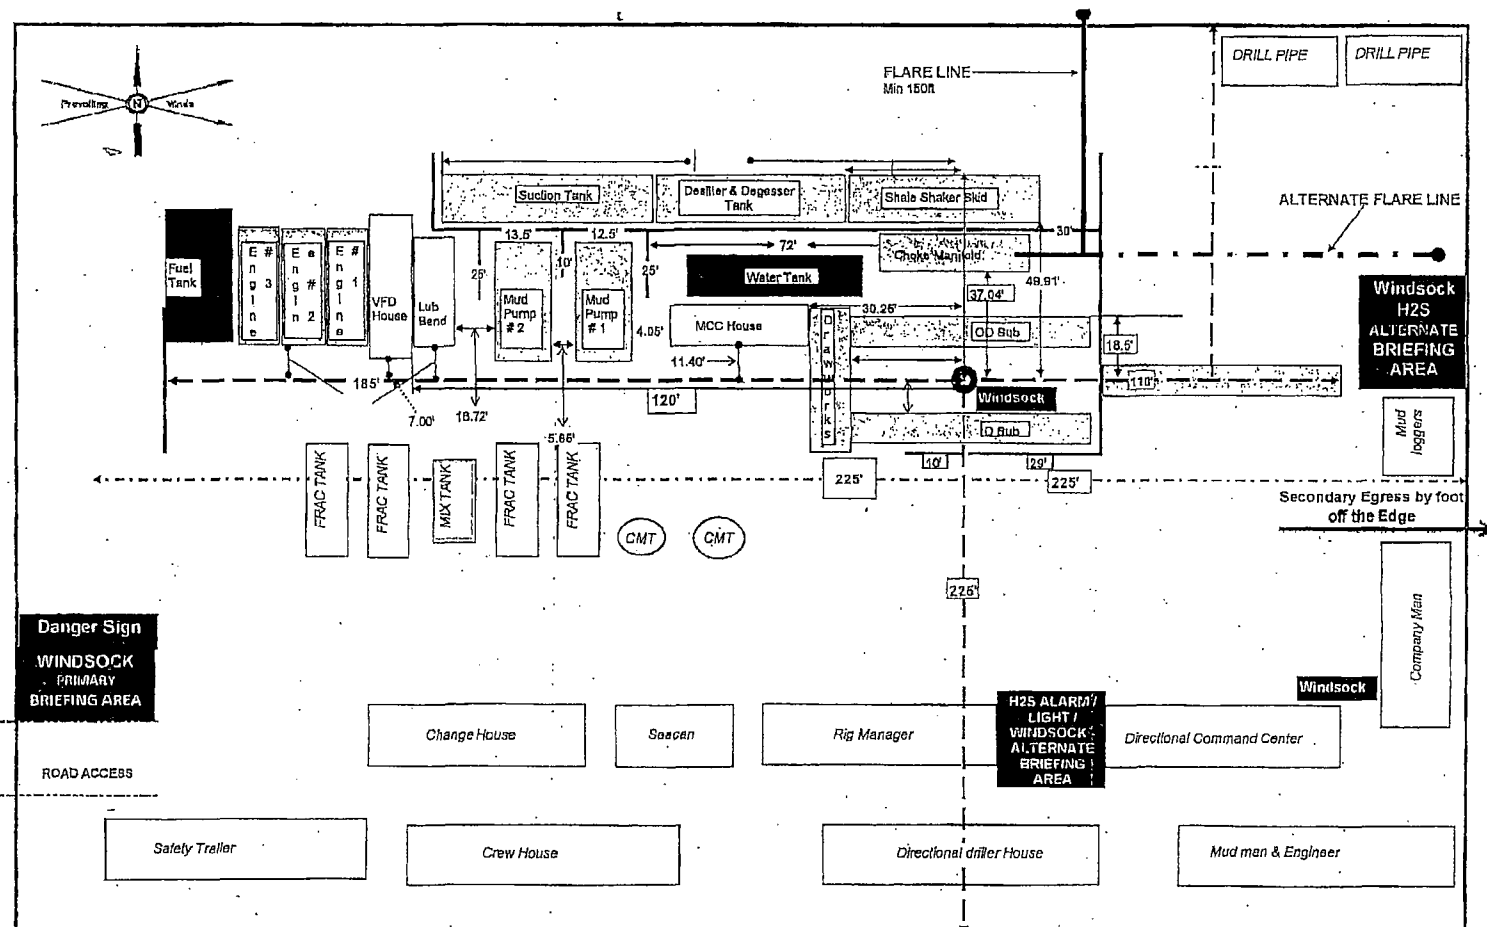 DRILL PIPE
DRILL PIPE
FLARE LINE
Min 150ft
Prevailing
N
Winds
ALTERNATE FLARE LINE
Suction Tank
Desilter & Degasser
Tank
Shale Shaker Skid
13.5'
12.5'
30'
72'
Choke Manifold
Fuel
Tank
# 3 Engline
# 1 Engline
VFD
House
Lub
Bend
25'
10'
25'
Water Tank
49.91'
37.04'
Windsock
H2S
ALTERNATE
BRIEFING
AREA
Mud
Pump
# 2
Mud
Pump
# 1
4.05'
MCC House
30.25'
Drawworks
OD Sub
18.5'
11.40'
185'
110'
120'
Windsock
7.00'
18.72'
Mud
loggers
D Sub
10'
29'
225'
225'
FRAC TANK
FRAC TANK
MIX TANK
FRAC TANK
FRAC TANK
Secondary Egress by foot
off the Edge
CMT
CMT
225'
Danger Sign
WINDSOCK
PRIMARY
BRIEFING AREA
Company Man
Windsock
Change House
Seacan
Rig Manager
H2S ALARM /
LIGHT /
WINDSOCK
ALTERNATE
BRIEFING
AREA
Directional Command Center
ROAD ACCESS
Safety Trailer
Crew House
Directional driller House
Mud man & Engineer